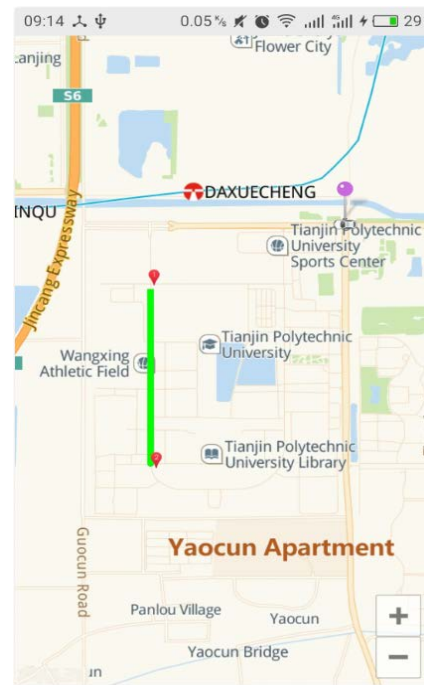 09:14
0.05
29
Flower City
anjing
S6
DAXUECHENG
INQU
Tianjin Polytechnic
University
Sports Center
Jincang Expressway
1
Tianjin Polytechnic
University
Wangxing
Athletic Field
Tianjin Polytechnic
University Library
2
Yaocun Apartment
Guocun Road
Panlou Village
Yaocun
+
Yaocun Bridge
−
un